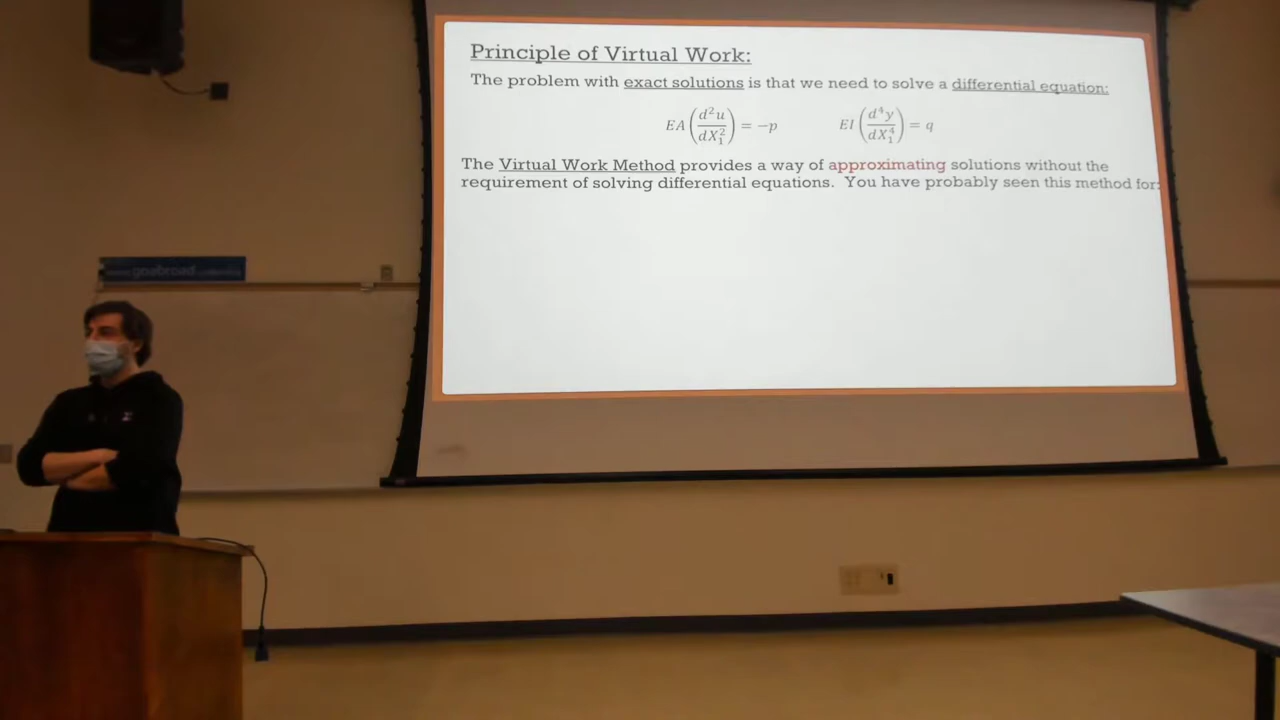 Principle of Virtual Work:
The problem with exact solutions is that we need to solve a differential equation:
EA(d²u/dX₁²) = −p    EI(d⁴y/dX₁⁴) = q
The Virtual Work Method provides a way of approximating solutions without the
requirement of solving differential equations. You have probably seen this method for:
goabroad